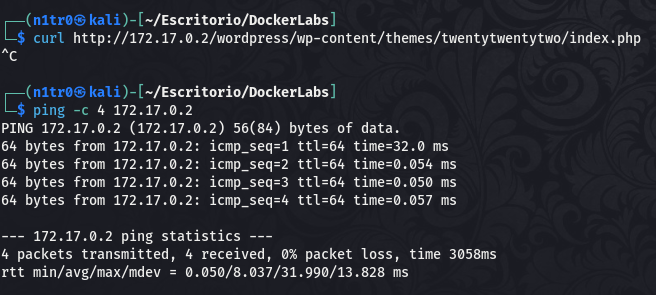 ┌──(n1tr0㉿kali)-[~/Escritorio/DockerLabs]
└─$ curl http://172.17.0.2/wordpress/wp-content/themes/twentytwentytwo/index.php
^C
┌──(n1tr0㉿kali)-[~/Escritorio/DockerLabs]
└─$ ping -c 4 172.17.0.2
PING 172.17.0.2 (172.17.0.2) 56(84) bytes of data.
64 bytes from 172.17.0.2: icmp_seq=1 ttl=64 time=32.0 ms
64 bytes from 172.17.0.2: icmp_seq=2 ttl=64 time=0.054 ms
64 bytes from 172.17.0.2: icmp_seq=3 ttl=64 time=0.050 ms
64 bytes from 172.17.0.2: icmp_seq=4 ttl=64 time=0.057 ms
--- 172.17.0.2 ping statistics ---
4 packets transmitted, 4 received, 0% packet loss, time 3058ms
rtt min/avg/max/mdev = 0.050/8.037/31.990/13.828 ms